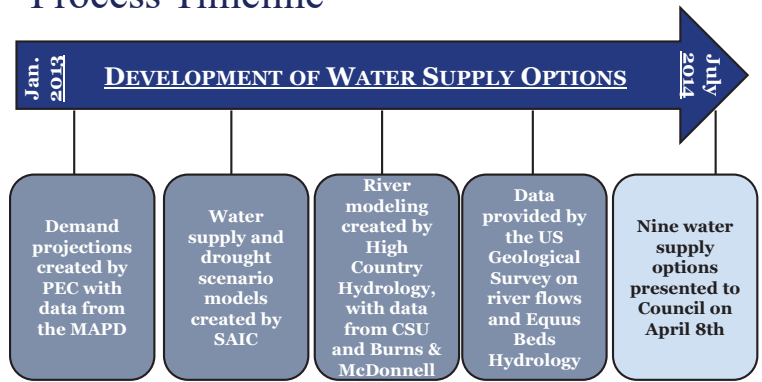 Process Timeline
Jan.
2013
DEVELOPMENT OF WATER SUPPLY OPTIONS
July
2014
Demand
projections
created by
PEC with
data from
the MAPD
Water
supply and
drought
scenario
models
created by
SAIC
River
modeling
created by
High
Country
Hydrology,
with data
from CSU
and Burns &
McDonnell
Data
provided by
the US
Geological
Survey on
river flows
and Equus
Beds
Hydrology
Nine water
supply
options
presented to
Council on
April 8th